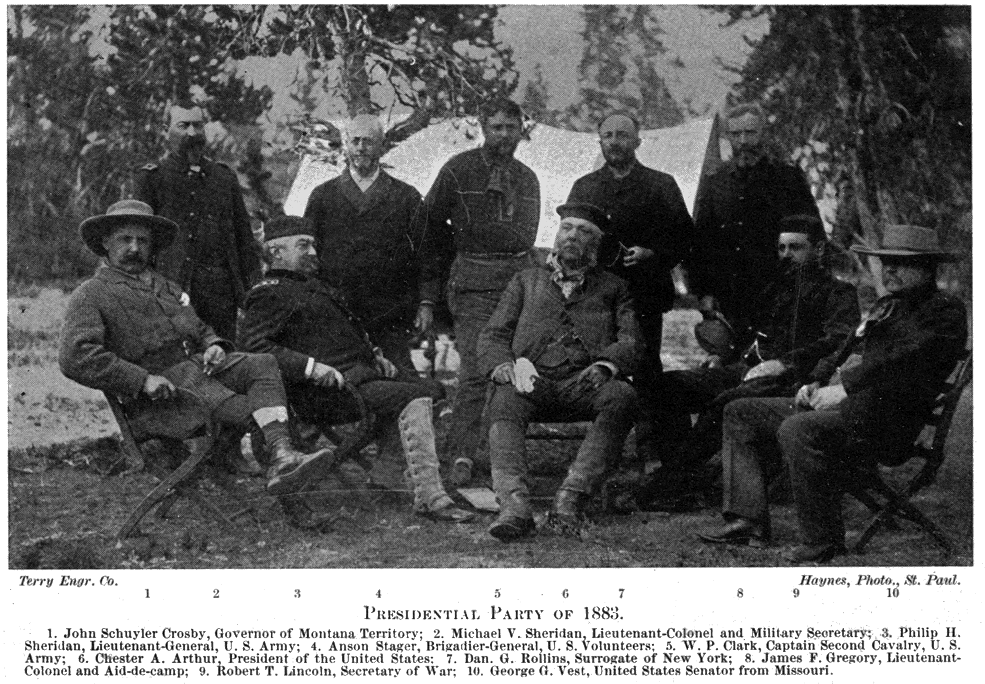 Terry Engr. Co.
Haynes, Photo., St. Paul.
1 2 3 4 5 6 7 8 9 10
PRESIDENTIAL PARTY OF 1883.
1. John Schuyler Crosby, Governor of Montana Territory; 2. Michael V. Sheridan, Lieutenant-Colonel and Military Secretary; 3. Philip H.
Sheridan, Lieutenant-General, U. S. Army; 4. Anson Stager, Brigadier-General, U. S. Volunteers; 5. W. P. Clark, Captain Second Cavalry, U. S.
Army; 6. Chester A. Arthur, President of the United States; 7. Dan. G. Rollins, Surrogate of New York; 8. James F. Gregory, Lieutenant-
Colonel and Aid-de-camp; 9. Robert T. Lincoln, Secretary of War; 10. George G. Vest, United States Senator from Missouri.